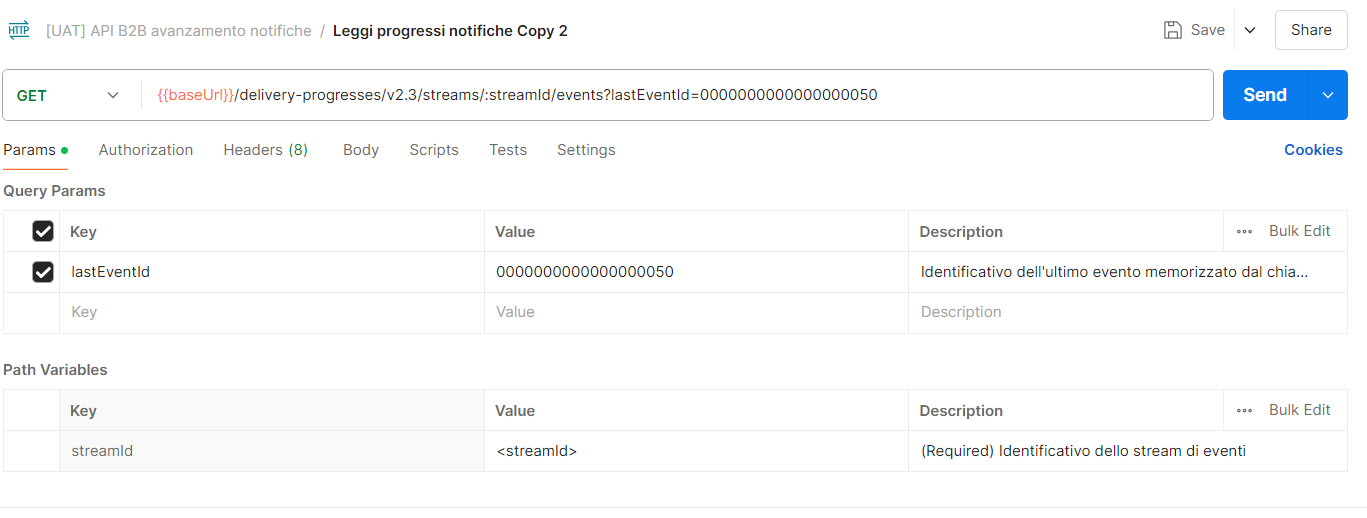 HTTP [UAT] API B2B avanzamento notifiche / Leggi progressi notifiche Copy 2 Save Share
GET {{baseUrl}}/delivery-progresses/v2.3/streams/:streamId/events?lastEventId=0000000000000000050 Send
Params Authorization Headers (8) Body Scripts Tests Settings Cookies
Query Params
Key Value Description Bulk Edit
lastEventId 0000000000000000050 Identificativo dell'ultimo evento memorizzato dal chia...
Key Value Description
Path Variables
Key Value Description Bulk Edit
streamId <streamId> (Required) Identificativo dello stream di eventi